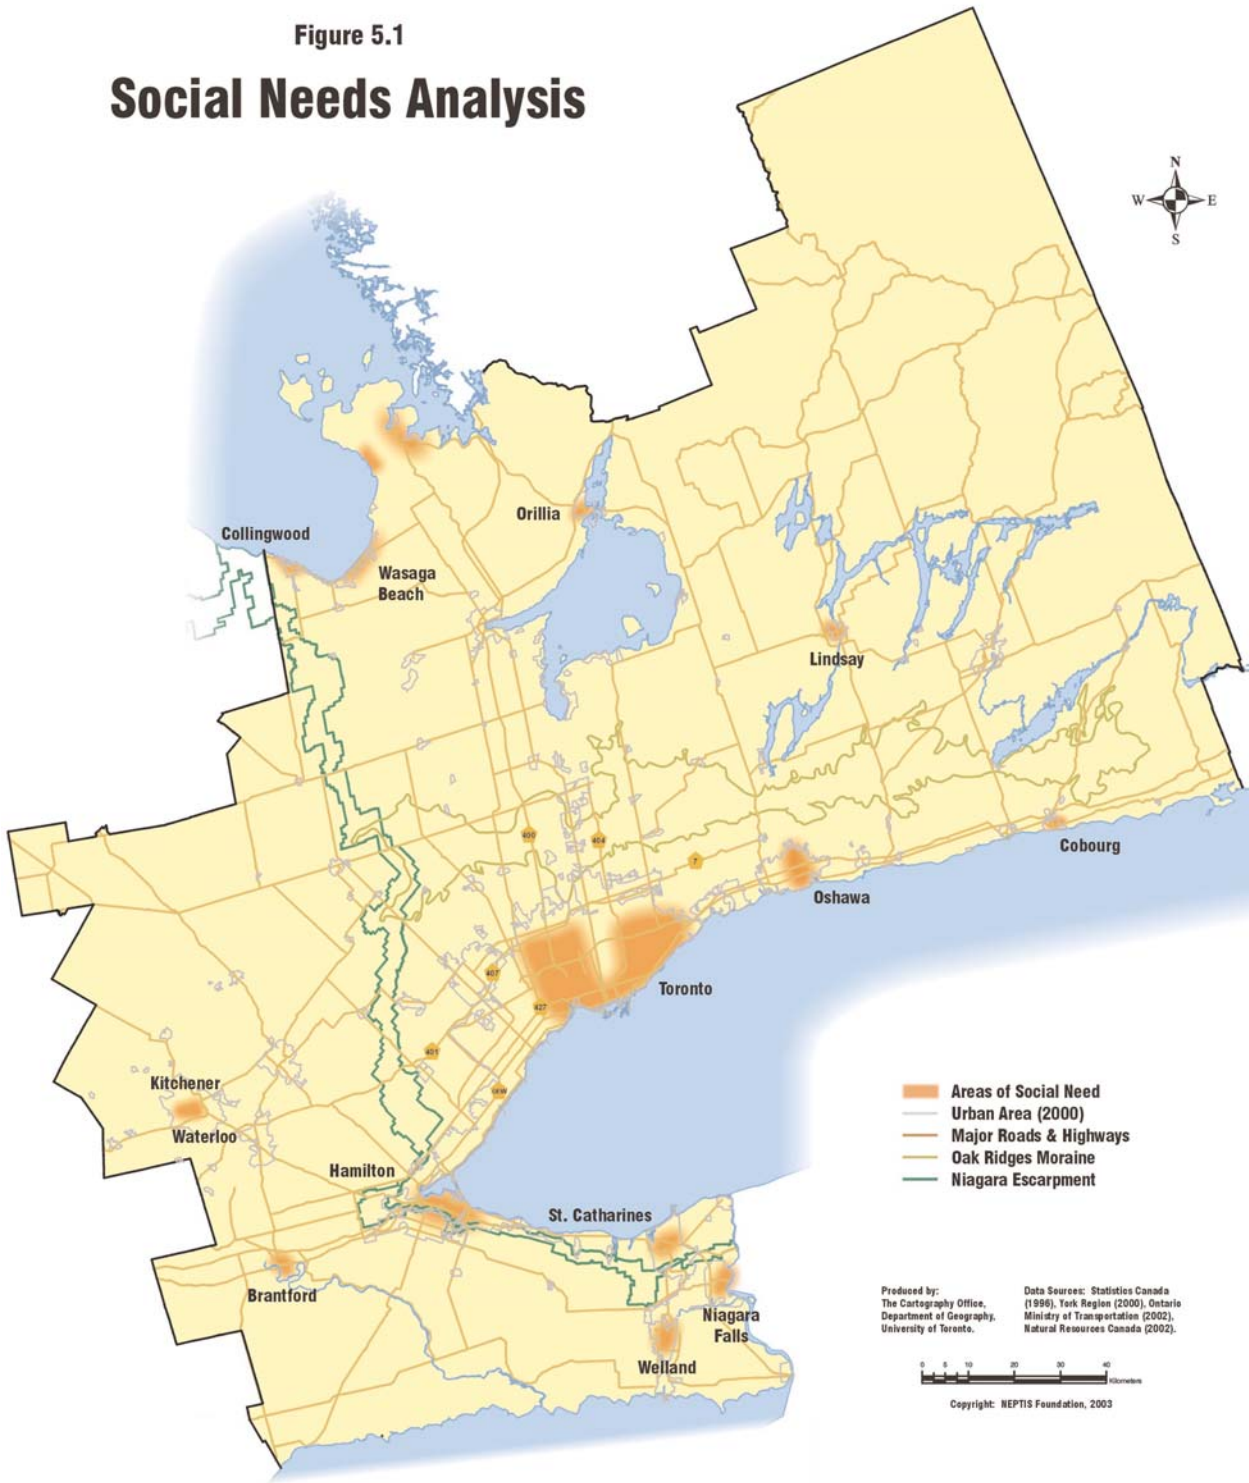 Figure 5.1
Social Needs Analysis
N
W E
S
Orillia
Collingwood
Wasaga
Beach
Lindsay
400
404
7
Cobourg
Oshawa
407
Toronto
427
401
Kitchener
QEW
Waterloo
Hamilton
St. Catharines
Brantford
Niagara
Falls
Welland
Areas of Social Need
Urban Area (2000)
Major Roads & Highways
Oak Ridges Moraine
Niagara Escarpment
Produced by:
The Cartography Office,
Department of Geography,
University of Toronto.
Data Sources: Statistics Canada
(1996), York Region (2000), Ontario
Ministry of Transportation (2002),
Natural Resources Canada (2002).
0 5 10 20 30 40
Kilometers
Copyright: NEPTIS Foundation, 2003